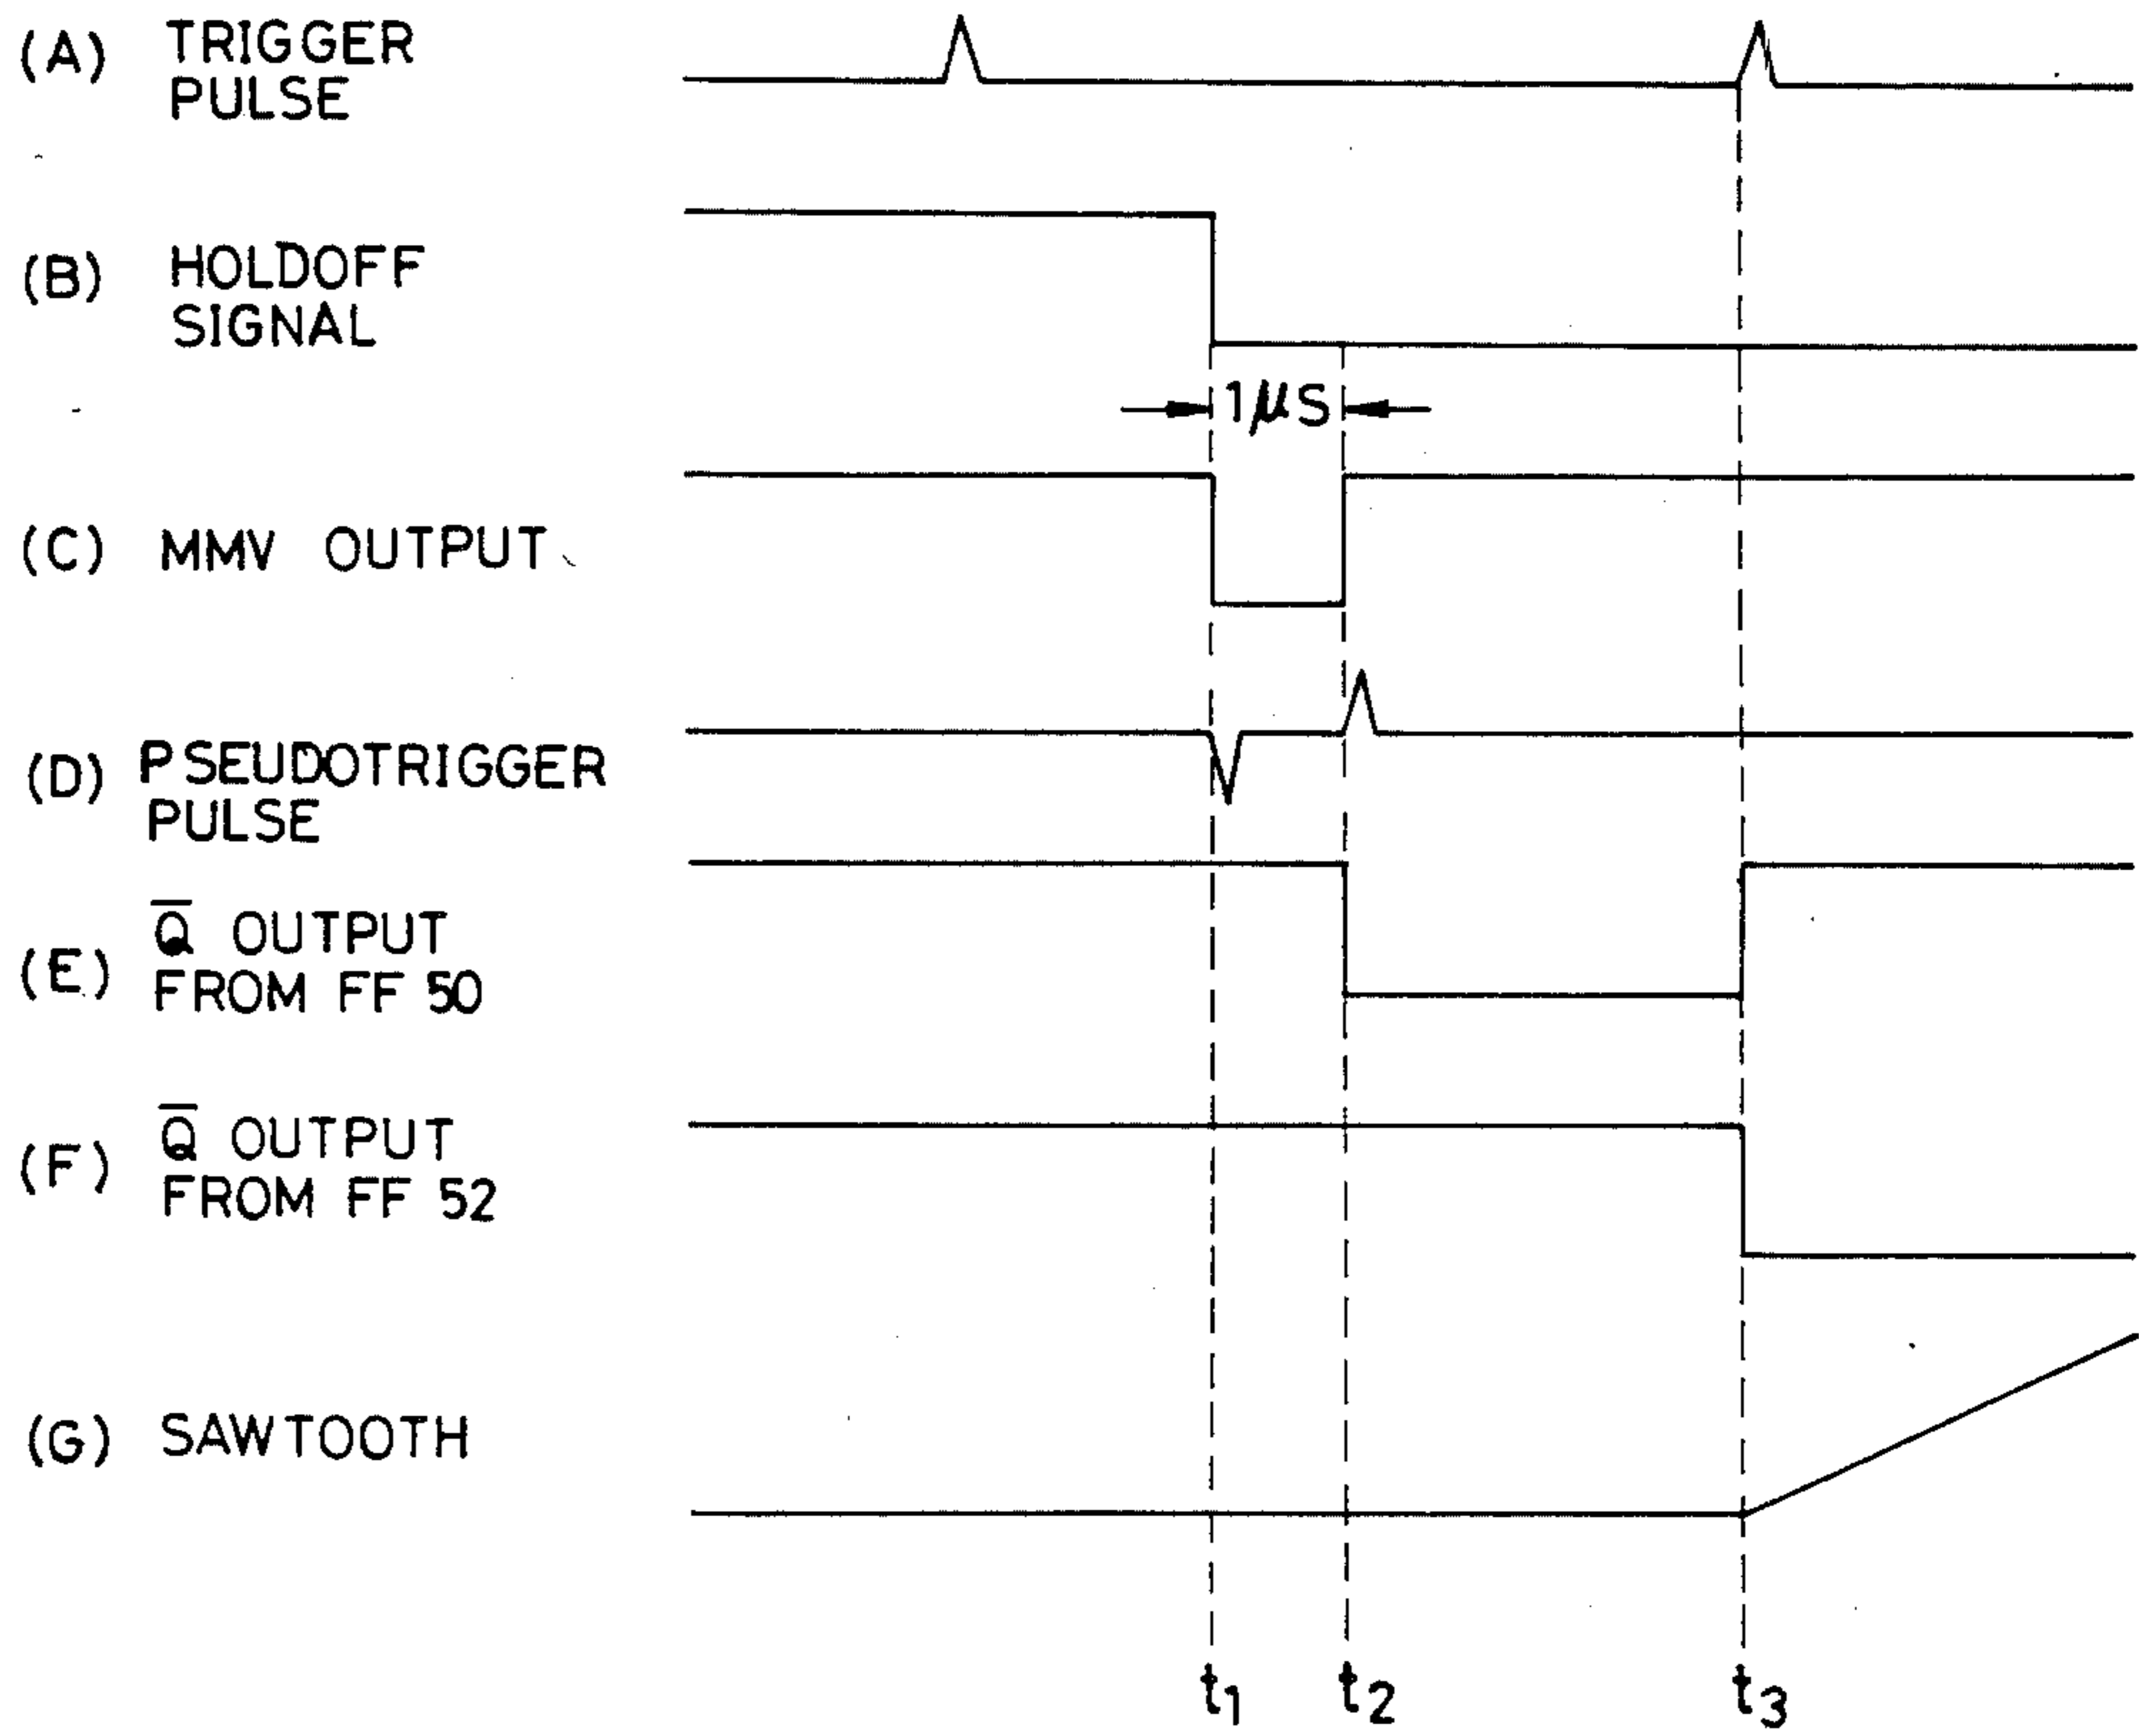 (A) TRIGGER
PULSE
(B) HOLDOFF
SIGNAL
1μS
(C) MMV OUTPUT
(D) PSEUDOTRIGGER
PULSE
(E) Q̅ OUTPUT
FROM FF 50
(F) Q̅ OUTPUT
FROM FF 52
(G) SAWTOOTH
t1 t2 t3